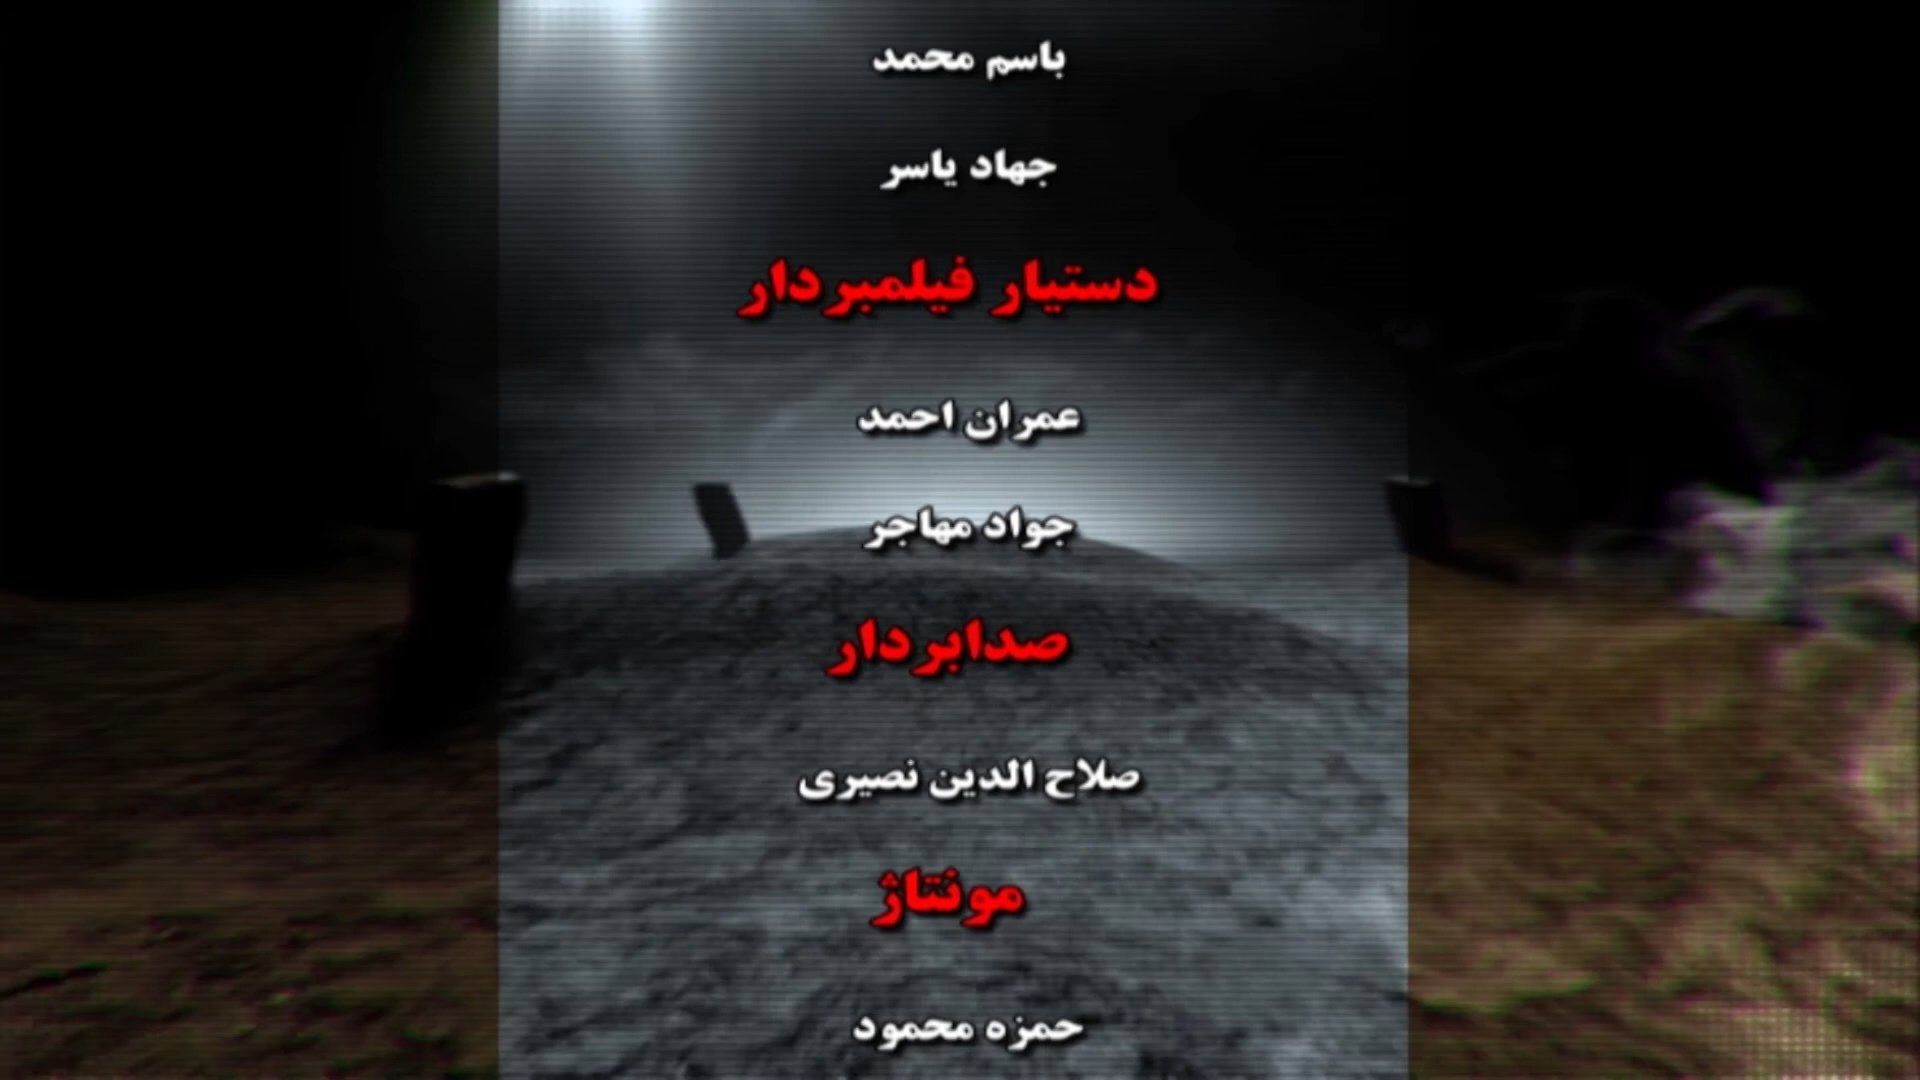 باسم محمد
جهاد یاسر
دستیار فیلمبردار
عمران احمد
جواد مهاجر
صدابردار
صلاح الدین نصیری
مونتاژ
حمزه محمود